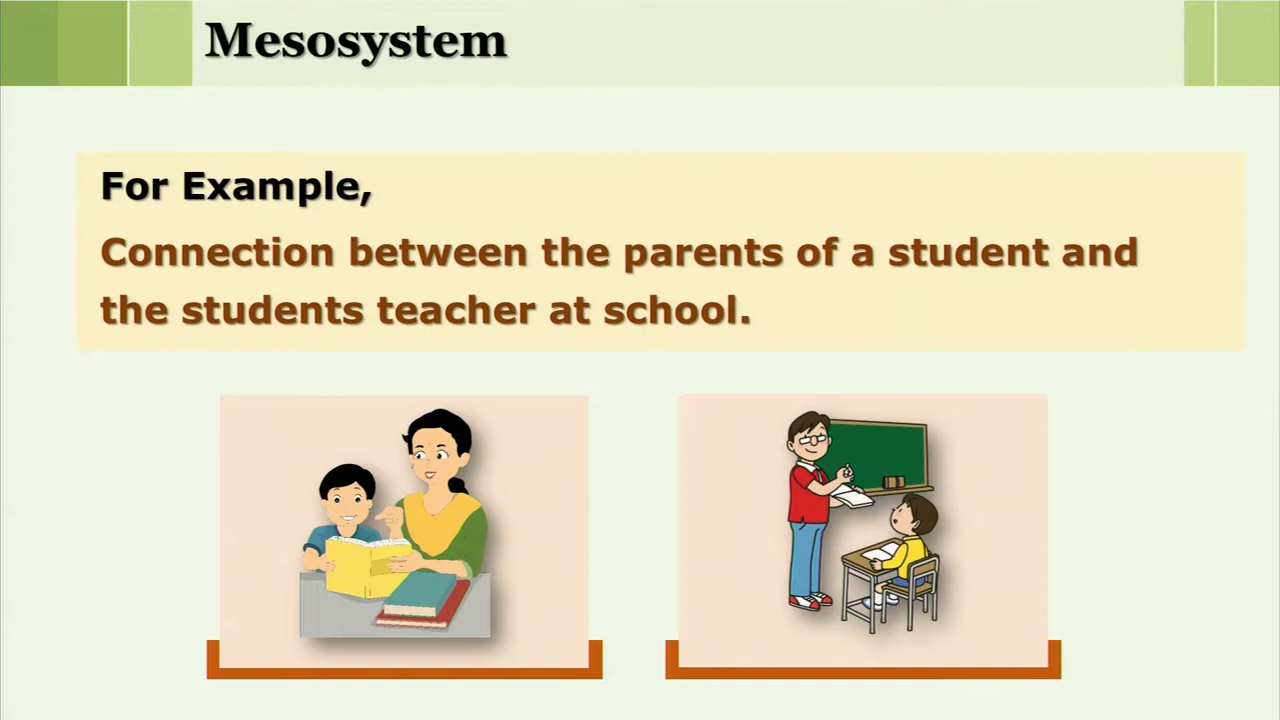 Mesosystem
For Example,
Connection between the parents of a student and
the students teacher at school.